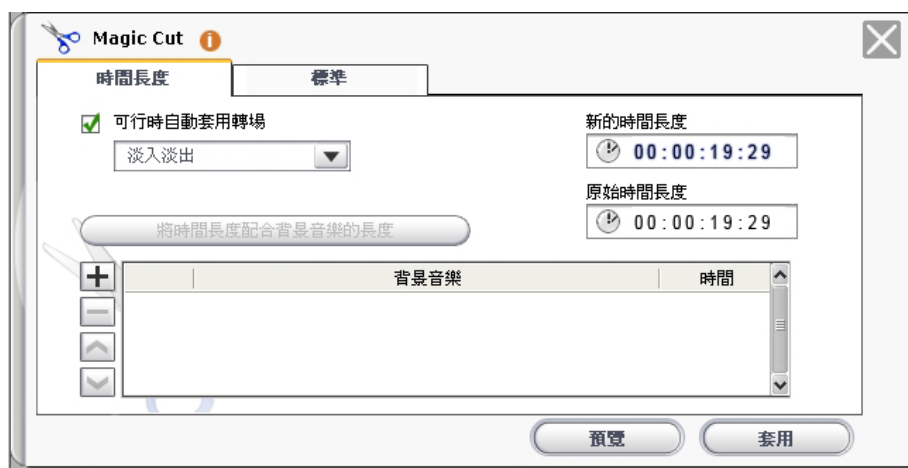 Magic Cut
時間長度
標準
可行時自動套用轉場
淡入淡出
新的時間長度
00:00:19:29
原始時間長度
00:00:19:29
將時間長度配合背景音樂的長度
背景音樂 時間
預覽 套用